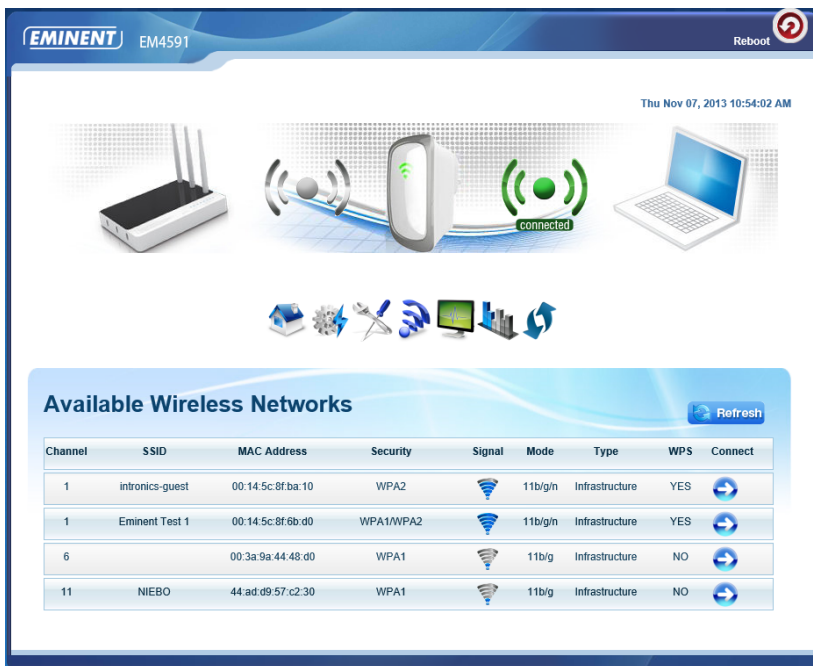 EMINENT EM4591
Reboot
Thu Nov 07, 2013 10:54:02 AM
connected
Available Wireless Networks
Refresh
Channel SSID MAC Address Security Signal Mode Type WPS Connect
1 intronics-guest 00:14:5c:8f:ba:10 WPA2 11b/g/n Infrastructure YES
1 Eminent Test 1 00:14:5c:8f:6b:d0 WPA1/WPA2 11b/g/n Infrastructure YES
6 00:3a:9a:44:48:d0 WPA1 11b/g Infrastructure NO
11 NIEBO 44:ad:d9:57:c2:30 WPA1 11b/g Infrastructure NO